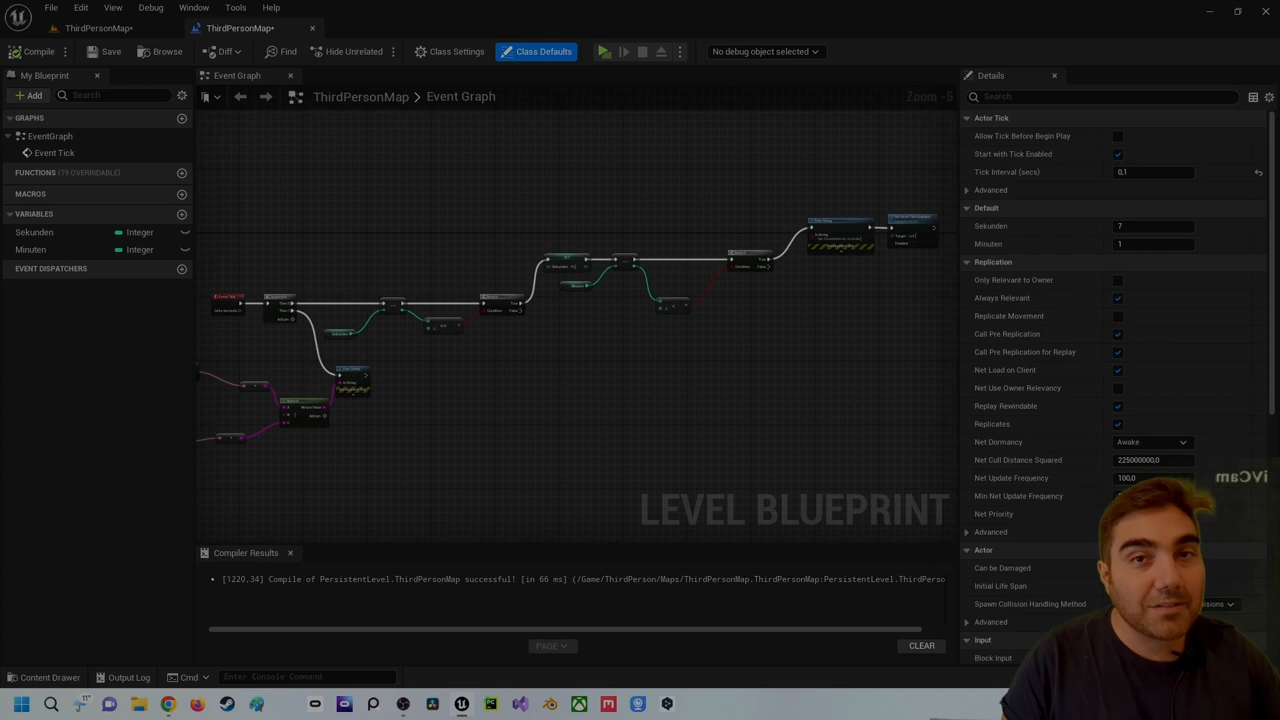 File Edit Asset View Debug Window Tools Help
ThirdPersonMap•
ThirdPersonMap•
Compile
Save
Browse
Diff
Find
Hide Unrelated
Class Settings
Class Defaults
No debug object selected
My Blueprint
Event Graph
Details
Add
Search
ThirdPersonMap > Event Graph
Zoom -5
Search
GRAPHS
EventGraph
Event Tick
FUNCTIONS (19 OVERRIDABLE)
MACROS
VARIABLES
Sekunden Integer
Minuten Integer
EVENT DISPATCHERS
Event Tick
LEVEL BLUEPRINT
Actor Tick
Allow Tick Before Begin Play
Start with Tick Enabled
Tick Interval (secs) 0,1
Advanced
Default
Sekunden 7
Minuten 1
Replication
Only Relevant to Owner
Always Relevant
Replicate Movement
Call Pre Replication
Call Pre Replication for Replay
Net Load on Client
Net Use Owner Relevancy
Replay Rewindable
Replicates
Net Dormancy Awake
Net Cull Distance Squared 225000000,0
Net Update Frequency 100,0
Min Net Update Frequency
Net Priority
Advanced
Actor
Can be Damaged
Initial Life Span
Spawn Collision Handling Method
Advanced
Input
Block Input
iVCam
Compiler Results
[1220,34] Compile of PersistentLevel.ThirdPersonMap successful! [in 66 ms] (/Game/ThirdPerson/Maps/ThirdPersonMap.ThirdPersonMap:PersistentLevel.ThirdPerso
PAGE
CLEAR
Content Drawer
Output Log
Cmd
Enter Console Command
11°